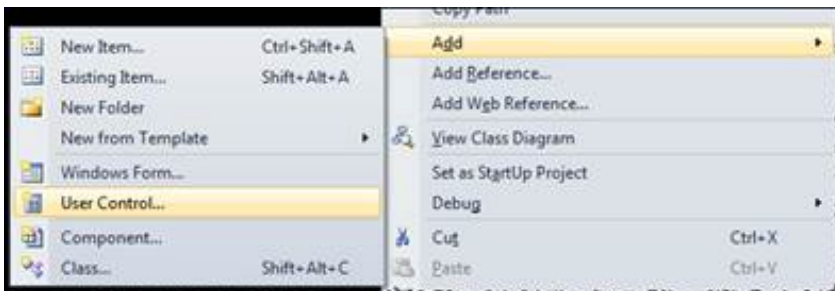 New Item... Ctrl+Shift+A
Existing Item... Shift+Alt+A
New Folder
New from Template
Windows Form...
User Control...
Component...
Class... Shift+Alt+C
Copy Path
Add
Add Reference...
Add Web Reference...
View Class Diagram
Set as StartUp Project
Debug
Cut Ctrl+X
Paste Ctrl+V